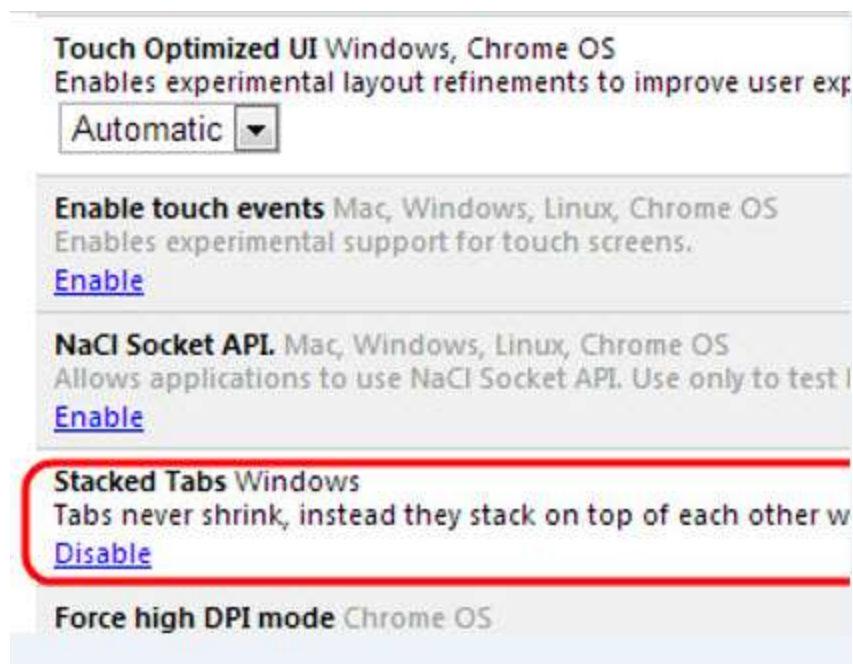 Touch Optimized UI Windows, Chrome OS
Enables experimental layout refinements to improve user
Automatic
Enable touch events Mac, Windows, Linux, Chrome OS
Enables experimental support for touch screens.
Enable
NaCl Socket API. Mac, Windows, Linux, Chrome OS
Allows applications to use NaCl Socket API. Use only to test
Enable
Stacked Tabs Windows
Tabs never shrink, instead they stack on top of each other
Disable
Force high DPI mode Chrome OS